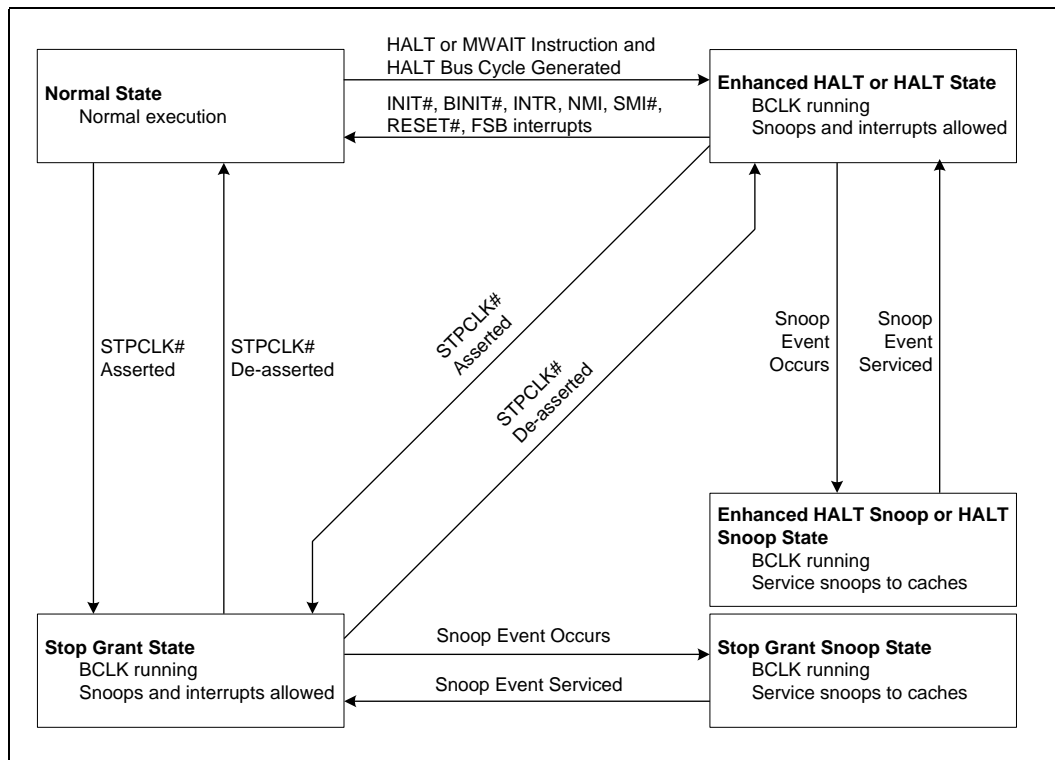 HALT or MWAIT Instruction and
HALT Bus Cycle Generated
Normal State
Normal execution
INIT#, BINIT#, INTR, NMI, SMI#,
RESET#, FSB interrupts
Enhanced HALT or HALT State
BCLK running
Snoops and interrupts allowed
STPCLK#
Asserted
STPCLK#
De-asserted
STPCLK#
Asserted
STPCLK#
De-asserted
Snoop
Event
Occurs
Snoop
Event
Serviced
Enhanced HALT Snoop or HALT
Snoop State
BCLK running
Service snoops to caches
Stop Grant State
BCLK running
Snoops and interrupts allowed
Snoop Event Occurs
Snoop Event Serviced
Stop Grant Snoop State
BCLK running
Service snoops to caches